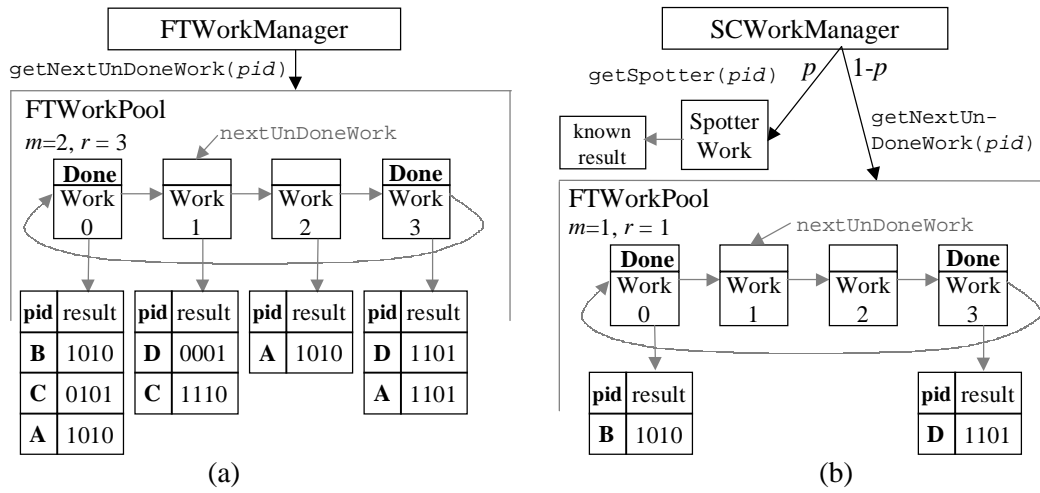 FTWorkManager
getNextUnDoneWork(pid)
FTWorkPool
m=2, r = 3
nextUnDoneWork
Done Done
Work Work Work Work
0 1 2 3
pid result pid result pid result pid result
B 1010 D 0001 A 1010 D 1101
C 0101 C 1110 A 1101
A 1010
(a)
SCWorkManager
getSpotter(pid) p 1-p
known
result
Spotter
Work
getNextUn-
DoneWork(pid)
FTWorkPool
m=1, r = 1
nextUnDoneWork
Done Done
Work Work Work Work
0 1 2 3
pid result pid result
B 1010 D 1101
(b)